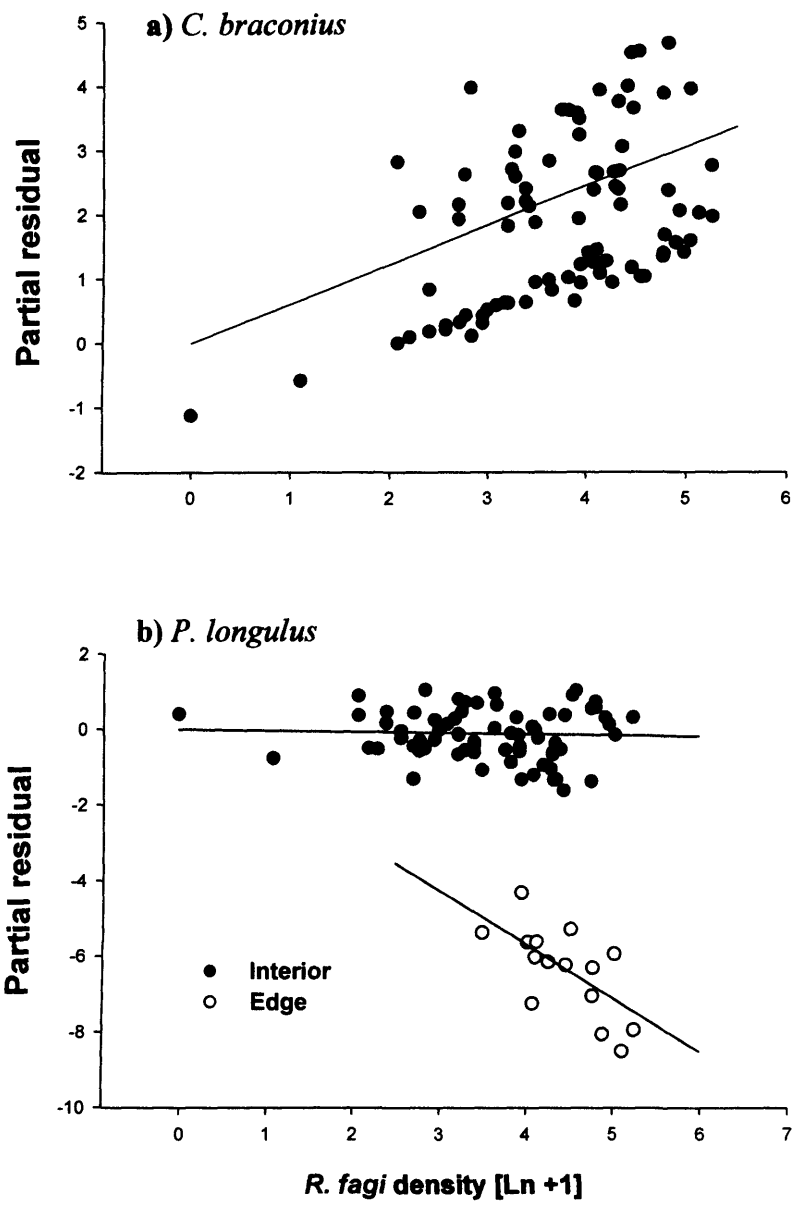 a) C. braconius
5
4
3
2
1
0
-1
-2
Partial residual
0 1 2 3 4 5 6
b) P. longulus
2
0
-2
-4
-6
-8
-10
Partial residual
Interior
Edge
0 1 2 3 4 5 6 7
R. fagi density [Ln +1]